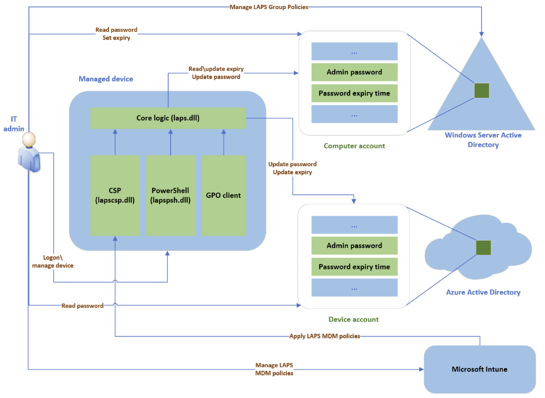 Manage LAPS Group Policies
Read password
Set expiry
Managed device
Read\update expiry
Update password
...
Admin password
Password expiry time
...
Computer account
Windows Server Active
Directory
IT
admin
Core logic (laps.dll)
CSP
(lapscsp.dll)
PowerShell
(lapspsh.dll)
GPO client
Update password
Update expiry
...
Admin password
Password expiry time
...
Device account
Azure Active Directory
Logon\
manage device
Read password
Apply LAPS MDM policies
Manage LAPS
MDM policies
Microsoft Intune